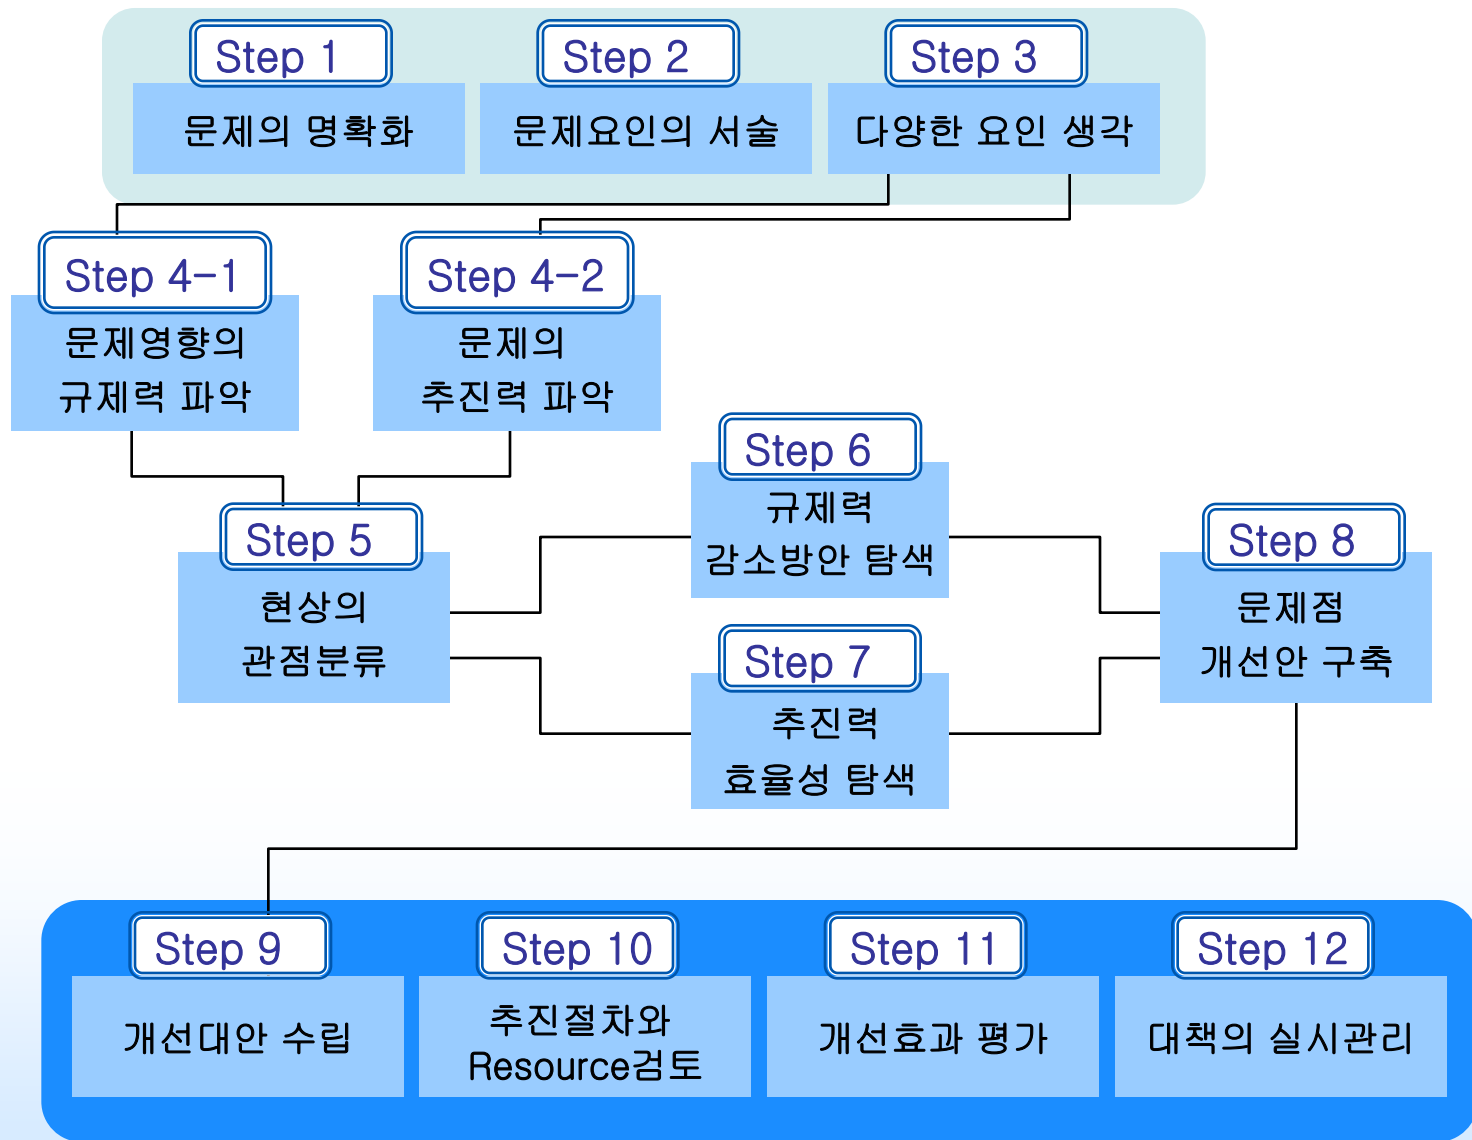 Step 1
문제의 명확화
Step 2
문제요인의 서술
Step 3
다양한 요인 생각
Step 4-1
문제영향의
규제력 파악
Step 4-2
문제의
추진력 파악
Step 5
현상의
관점분류
Step 6
규제력
감소방안 탐색
Step 7
추진력
효율성 탐색
Step 8
문제점
개선안 구축
Step 9
개선대안 수립
Step 10
추진절차와
Resource검토
Step 11
개선효과 평가
Step 12
대책의 실시관리